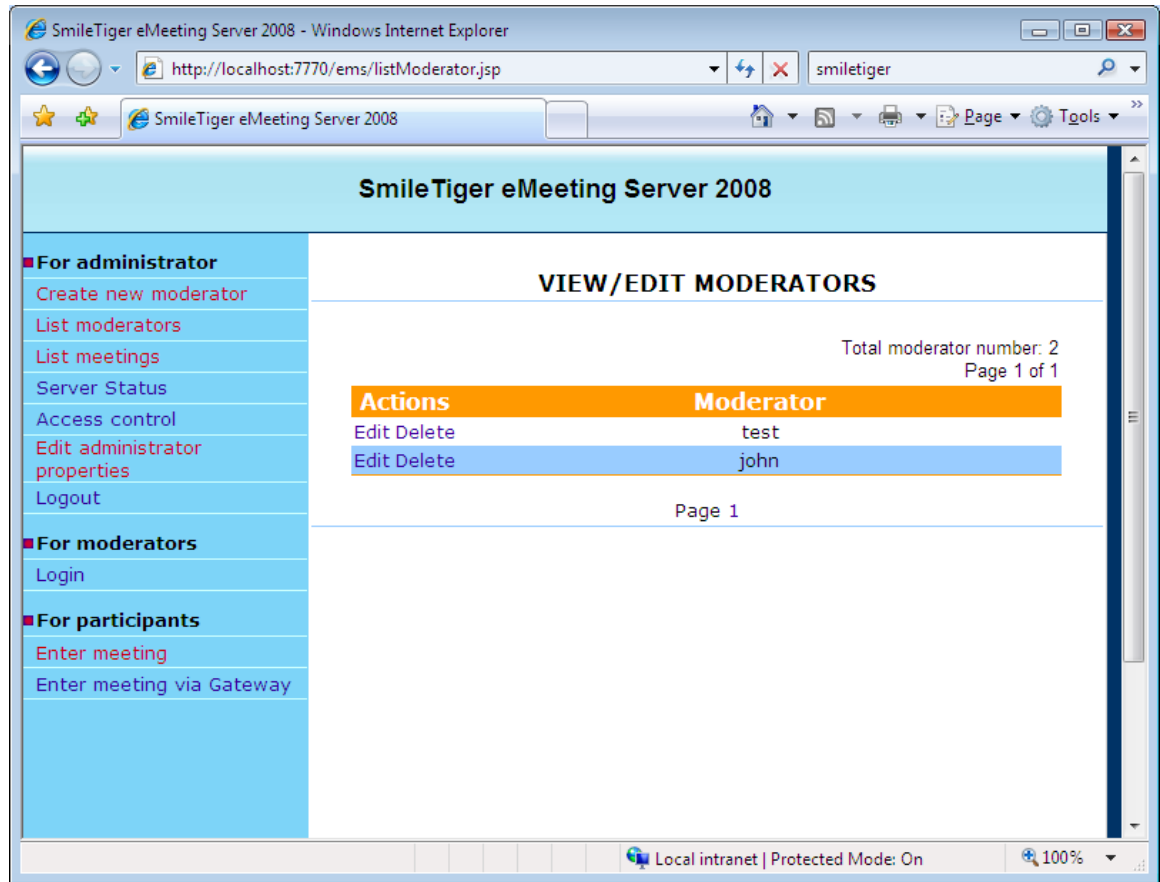 SmileTiger eMeeting Server 2008 - Windows Internet Explorer
http://localhost:7770/ems/listModerator.jsp
smiletiger
SmileTiger eMeeting Server 2008
Page
Tools
SmileTiger eMeeting Server 2008
For administrator
Create new moderator
List moderators
List meetings
Server Status
Access control
Edit administrator
properties
Logout
For moderators
Login
For participants
Enter meeting
Enter meeting via Gateway
VIEW/EDIT MODERATORS
Total moderator number: 2
Page 1 of 1
Actions Moderator
Edit Delete test
Edit Delete john
Page 1
Local intranet | Protected Mode: On
100%